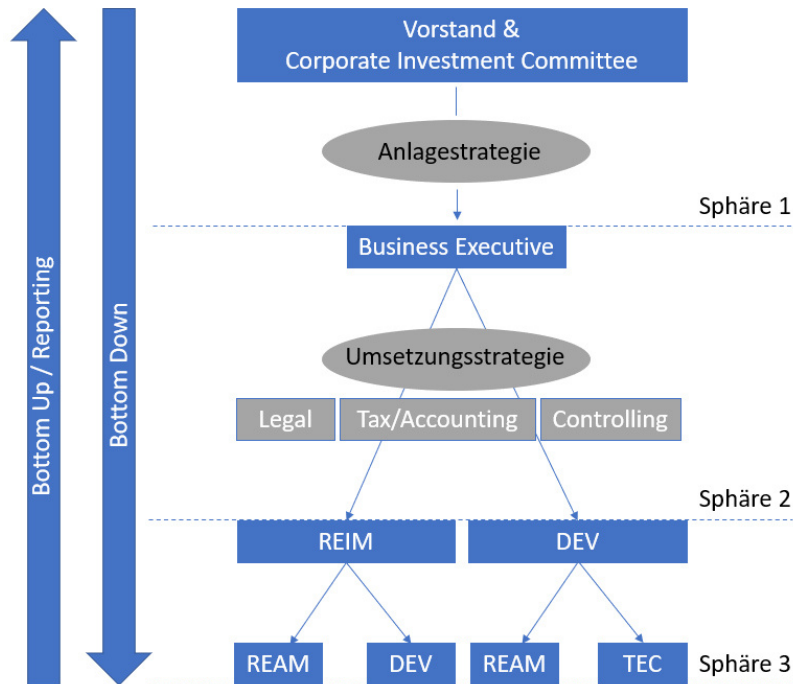 Vorstand &
Corporate Investment Committee
Anlagestrategie
Sphäre 1
Business Executive
Umsetzungsstrategie
Legal
Tax/Accounting
Controlling
Sphäre 2
REIM
DEV
REAM
DEV
REAM
TEC
Sphäre 3
Bottom Up / Reporting
Bottom Down